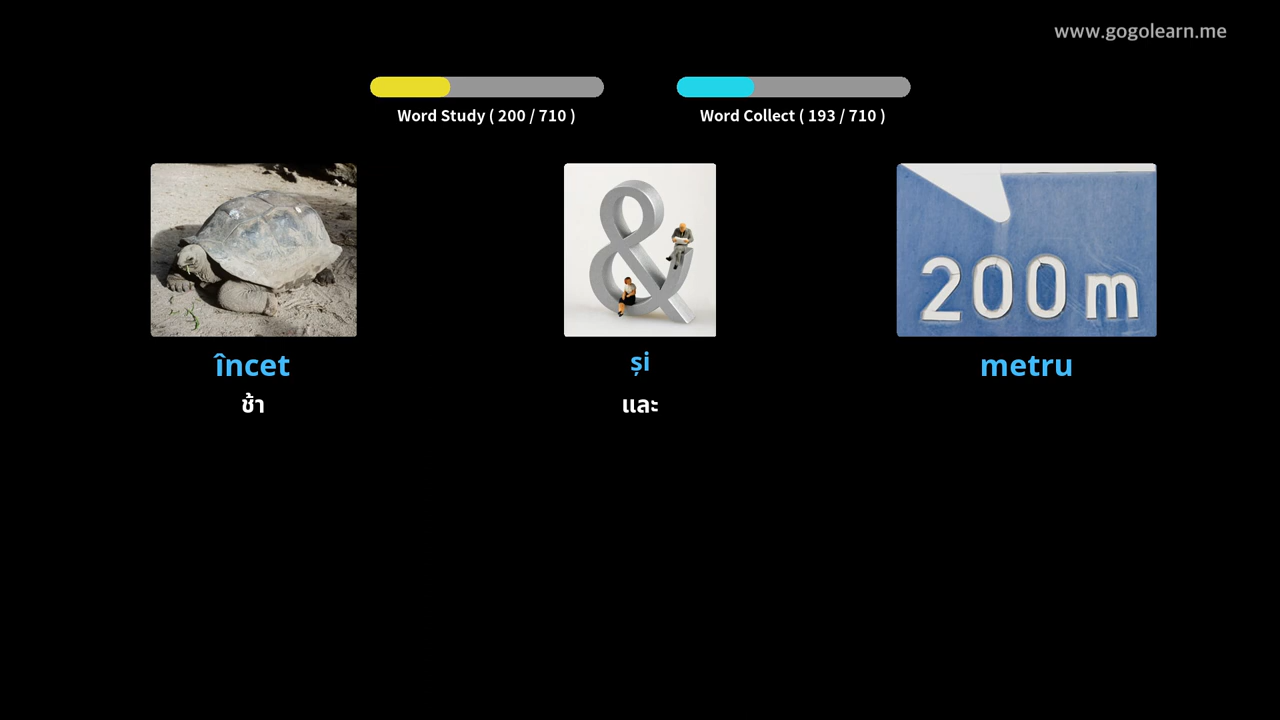 www.gogolearn.me
Word Study ( 200 / 710 )
Word Collect ( 193 / 710 )
200 m
încet
și
metru
ช้า
และ